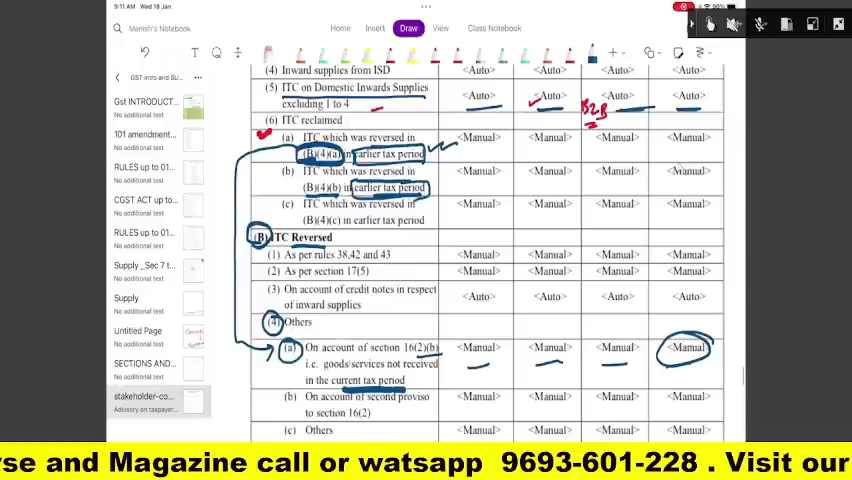 9:11 AM Wed 18 Jan
90%
Menish's Notebook
Home Insert Draw View Class Notebook
GST intro and SU...
Gst INTRODUCT...
No additional text
101 amendment...
No additional text
RULES up to 01...
No additional text
CGST ACT up to...
No additional text
RULES up to 01...
No additional text
Supply _Sec 7 t...
No additional text
Supply
No additional text
Untitled Page
No additional text
SECTIONS AND...
No additional text
stakeholder-co...
Advisory on taxpayer...
(4) Inward supplies from ISD <Auto> <Auto> <Auto> <Auto>
(5) ITC on Domestic Inwards Supplies
excluding 1 to 4 <Auto> <Auto> <Auto> <Auto>
B2B
(6) ITC reclaimed
(a) ITC which was reversed in <Manual> <Manual> <Manual> <Manual>
(B)(4)(a) in earlier tax period
(b) ITC which was reversed in <Manual> <Manual> <Manual> <Manual>
(B)(4)(b) in earlier tax period
(c) ITC which was reversed in <Manual> <Manual> <Manual> <Manual>
(B)(4)(c) in earlier tax period
(B) ITC Reversed
(1) As per rules 38,42 and 43 <Manual> <Manual> <Manual> <Manual>
(2) As per section 17(5) <Manual> <Manual> <Manual> <Manual>
(3) On account of credit notes in respect <Auto> <Auto> <Auto> <Auto>
of inward supplies
(4) Others
(a) On account of section 16(2)(b) <Manual> <Manual> <Manual> <Manual>
i.e. goods/services not received
in the current tax period
(b) On account of second proviso <Manual> <Manual> <Manual> <Manual>
to section 16(2)
(c) Others <Manual> <Manual> <Manual> <Manual>
rse and Magazine call or watsapp 9693-601-228 . Visit our